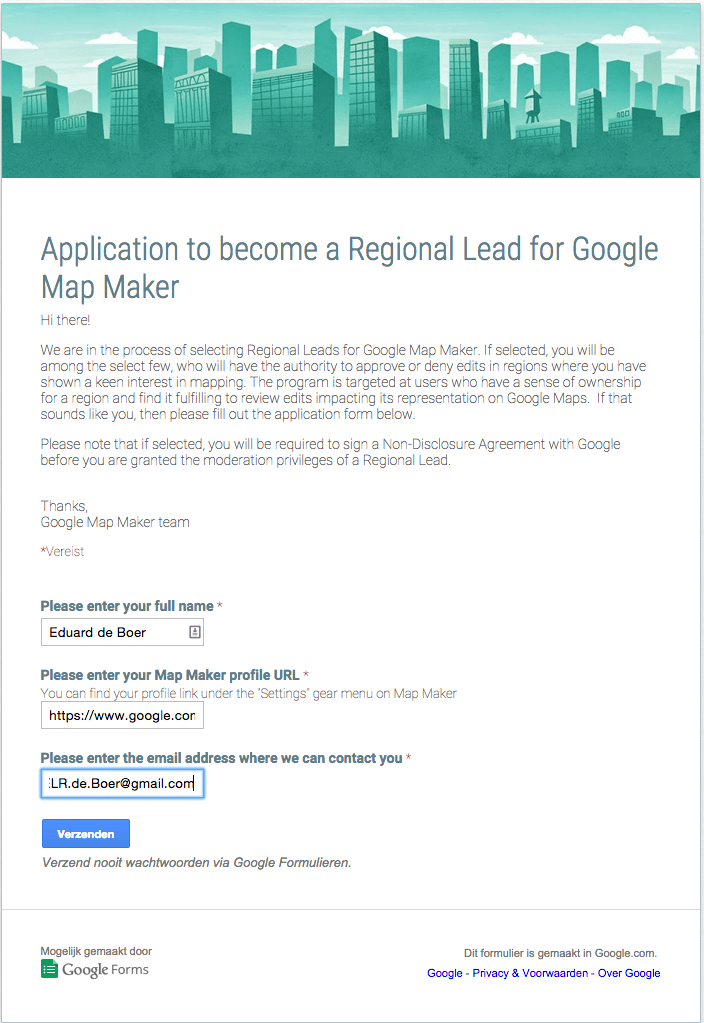 Application to become a Regional Lead for Google
Map Maker
Hi there!
We are in the process of selecting Regional Leads for Google Map Maker. If selected, you will be
among the select few, who will have the authority to approve or deny edits in regions where you have
shown a keen interest in mapping. The program is targeted at users who have a sense of ownership
for a region and find it fulfilling to review edits impacting its representation on Google Maps.  If that
sounds like you, then please fill out the application form below.
Please note that if selected, you will be required to sign a Non-Disclosure Agreement with Google
before you are granted the moderation privileges of a Regional Lead.
Thanks,
Google Map Maker team
*Vereist
Please enter your full name *
Eduard de Boer
Please enter your Map Maker profile URL *
You can find your profile link under the "Settings" gear menu on Map Maker
https://www.google.cor
Please enter the email address where we can contact you *
LR.de.Boer@gmail.com
Verzenden
Verzend nooit wachtwoorden via Google Formulieren.
Mogelijk gemaakt door
Google Forms
Dit formulier is gemaakt in Google.com.
Google - Privacy & Voorwaarden - Over Google